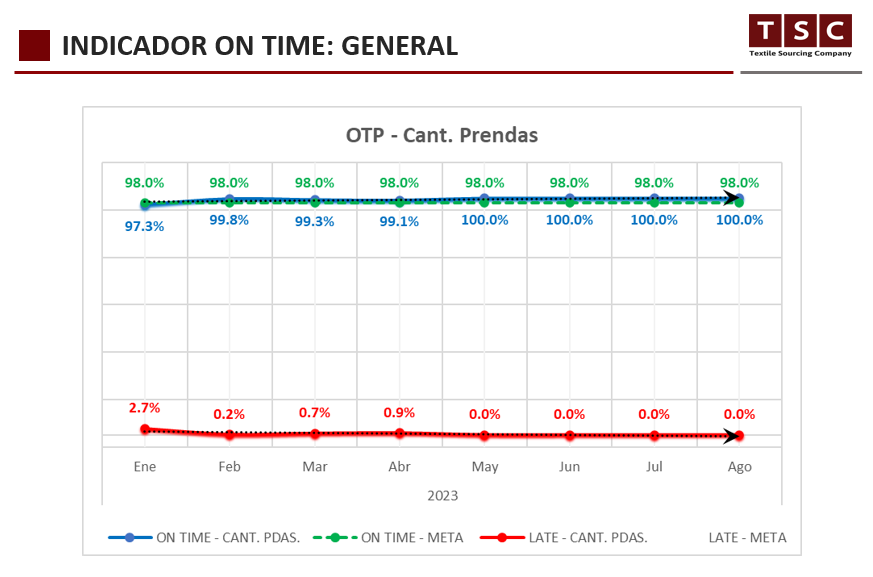 INDICADOR ON TIME: GENERAL
TSC
Textile Sourcing Company
OTP - Cant. Prendas
98.0% 98.0% 98.0% 98.0% 98.0% 98.0% 98.0% 98.0%
97.3% 99.8% 99.3% 99.1% 100.0% 100.0% 100.0% 100.0%
2.7% 0.2% 0.7% 0.9% 0.0% 0.0% 0.0% 0.0%
Ene Feb Mar Abr May Jun Jul Ago
2023
ON TIME - CANT. PDAS. ON TIME - META LATE - CANT. PDAS. LATE - META